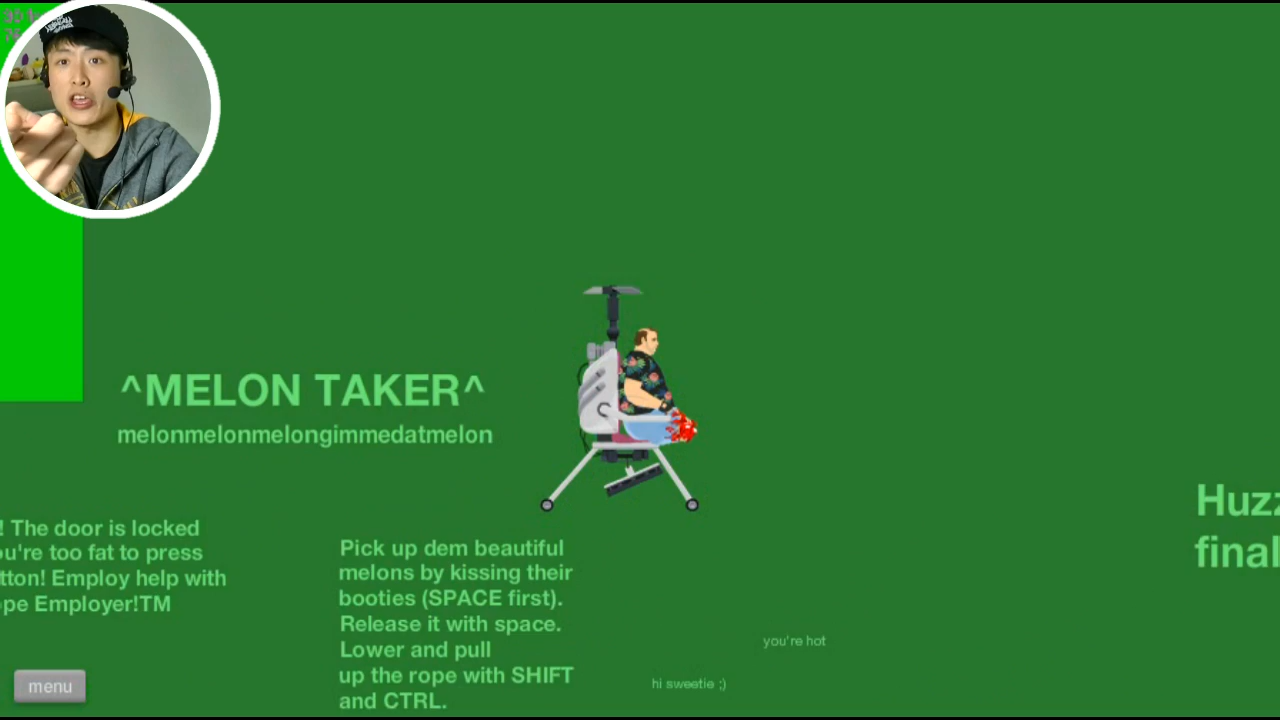 ^MELON TAKER^
melonmelonmelongimmedatmelon
! The door is locked
ou're too fat to press
tton! Employ help with
ope Employer!TM
Pick up dem beautiful
melons by kissing their
booties (SPACE first).
Release it with space.
Lower and pull
up the rope with SHIFT
and CTRL.
you're hot
hi sweetie ;)
Huzz
final
menu